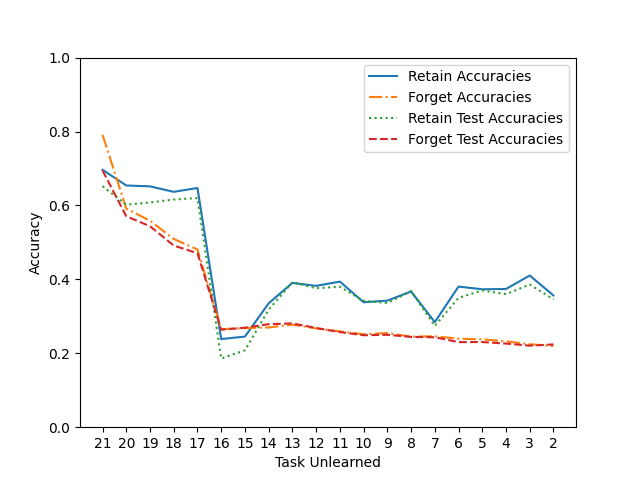 1.0
0.8
0.6
0.4
0.2
0.0
Accuracy
Retain Accuracies
Forget Accuracies
Retain Test Accuracies
Forget Test Accuracies
21 20 19 18 17 16 15 14 13 12 11 10 9 8 7 6 5 4 3 2
Task Unlearned